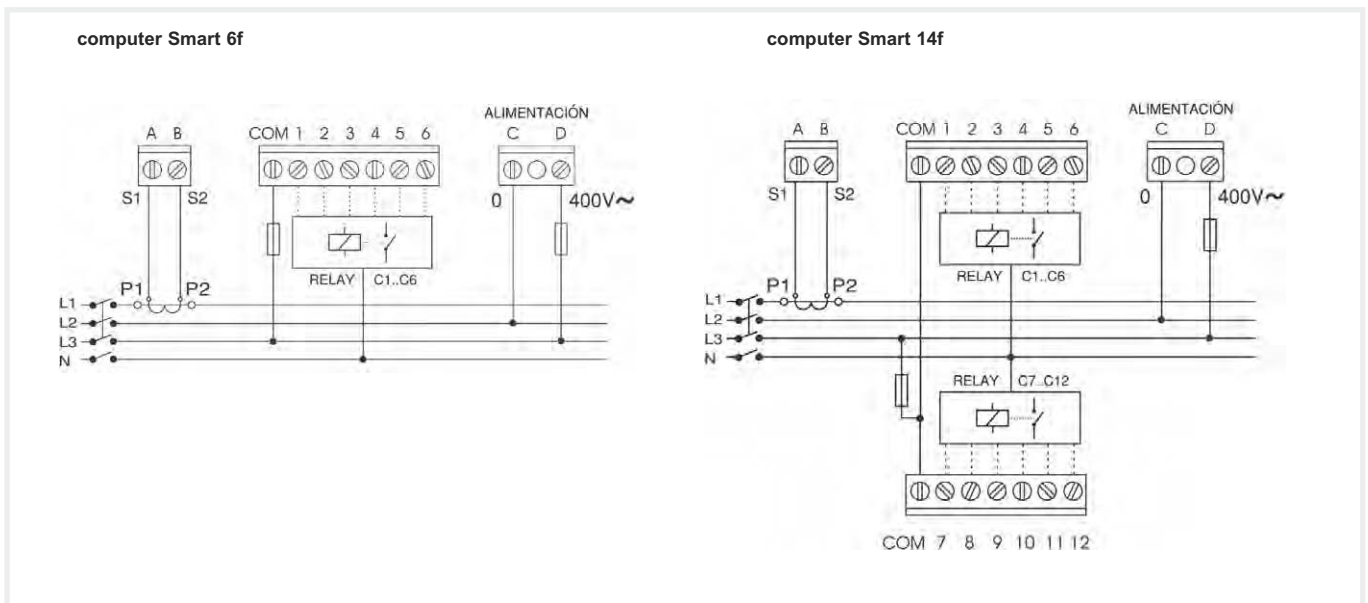 computer Smart 6f
ALIMENTACIÓN
A B
COM 1 2 3 4 5 6
C D
S1 S2
0 400V~
RELAY C1..C6
P1 P2
L1
L2
L3
N
computer Smart 14f
ALIMENTACIÓN
A B
COM 1 2 3 4 5 6
C D
S1 S2
0 400V~
RELAY C1..C6
P1 P2
L1
L2
L3
N
RELAY C7..C12
COM 7 8 9 10 11 12